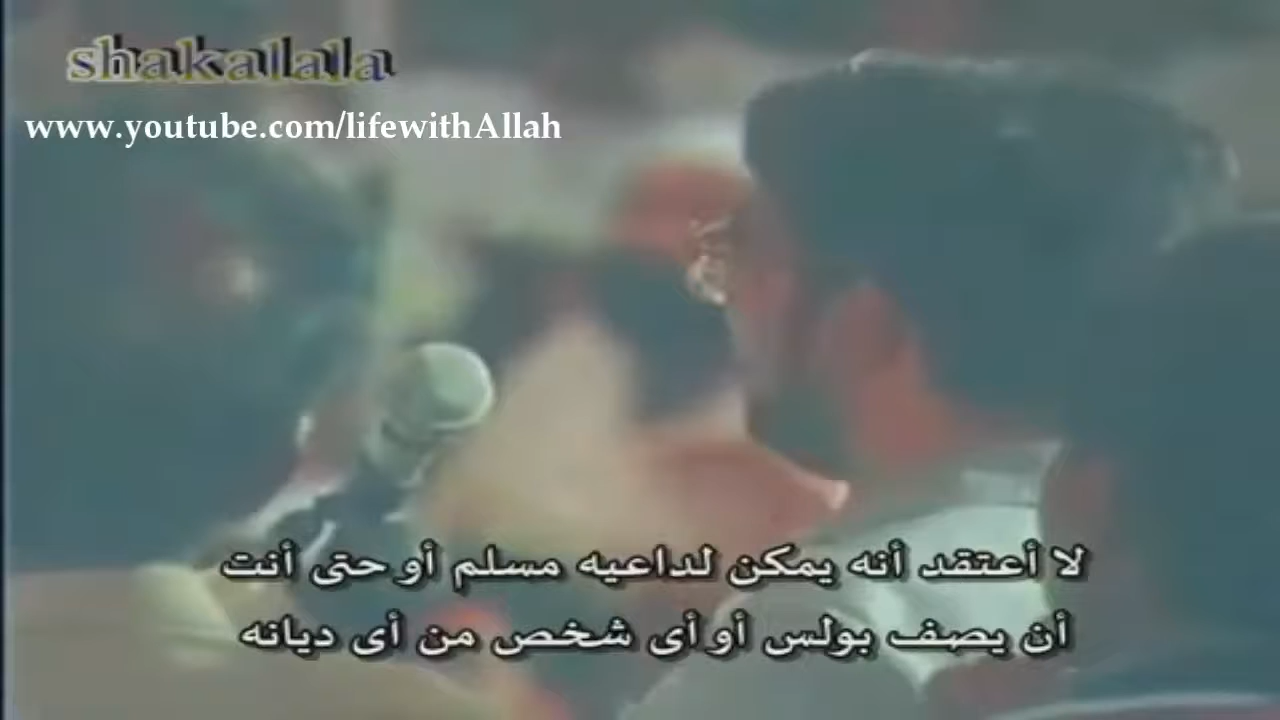 shakalala
www.youtube.com/lifewithAllah
لا أعتقد أنه يمكن لداعيه مسلم أو حتى أنت
أن يصف بولس أو أى شخص من أى ديانه